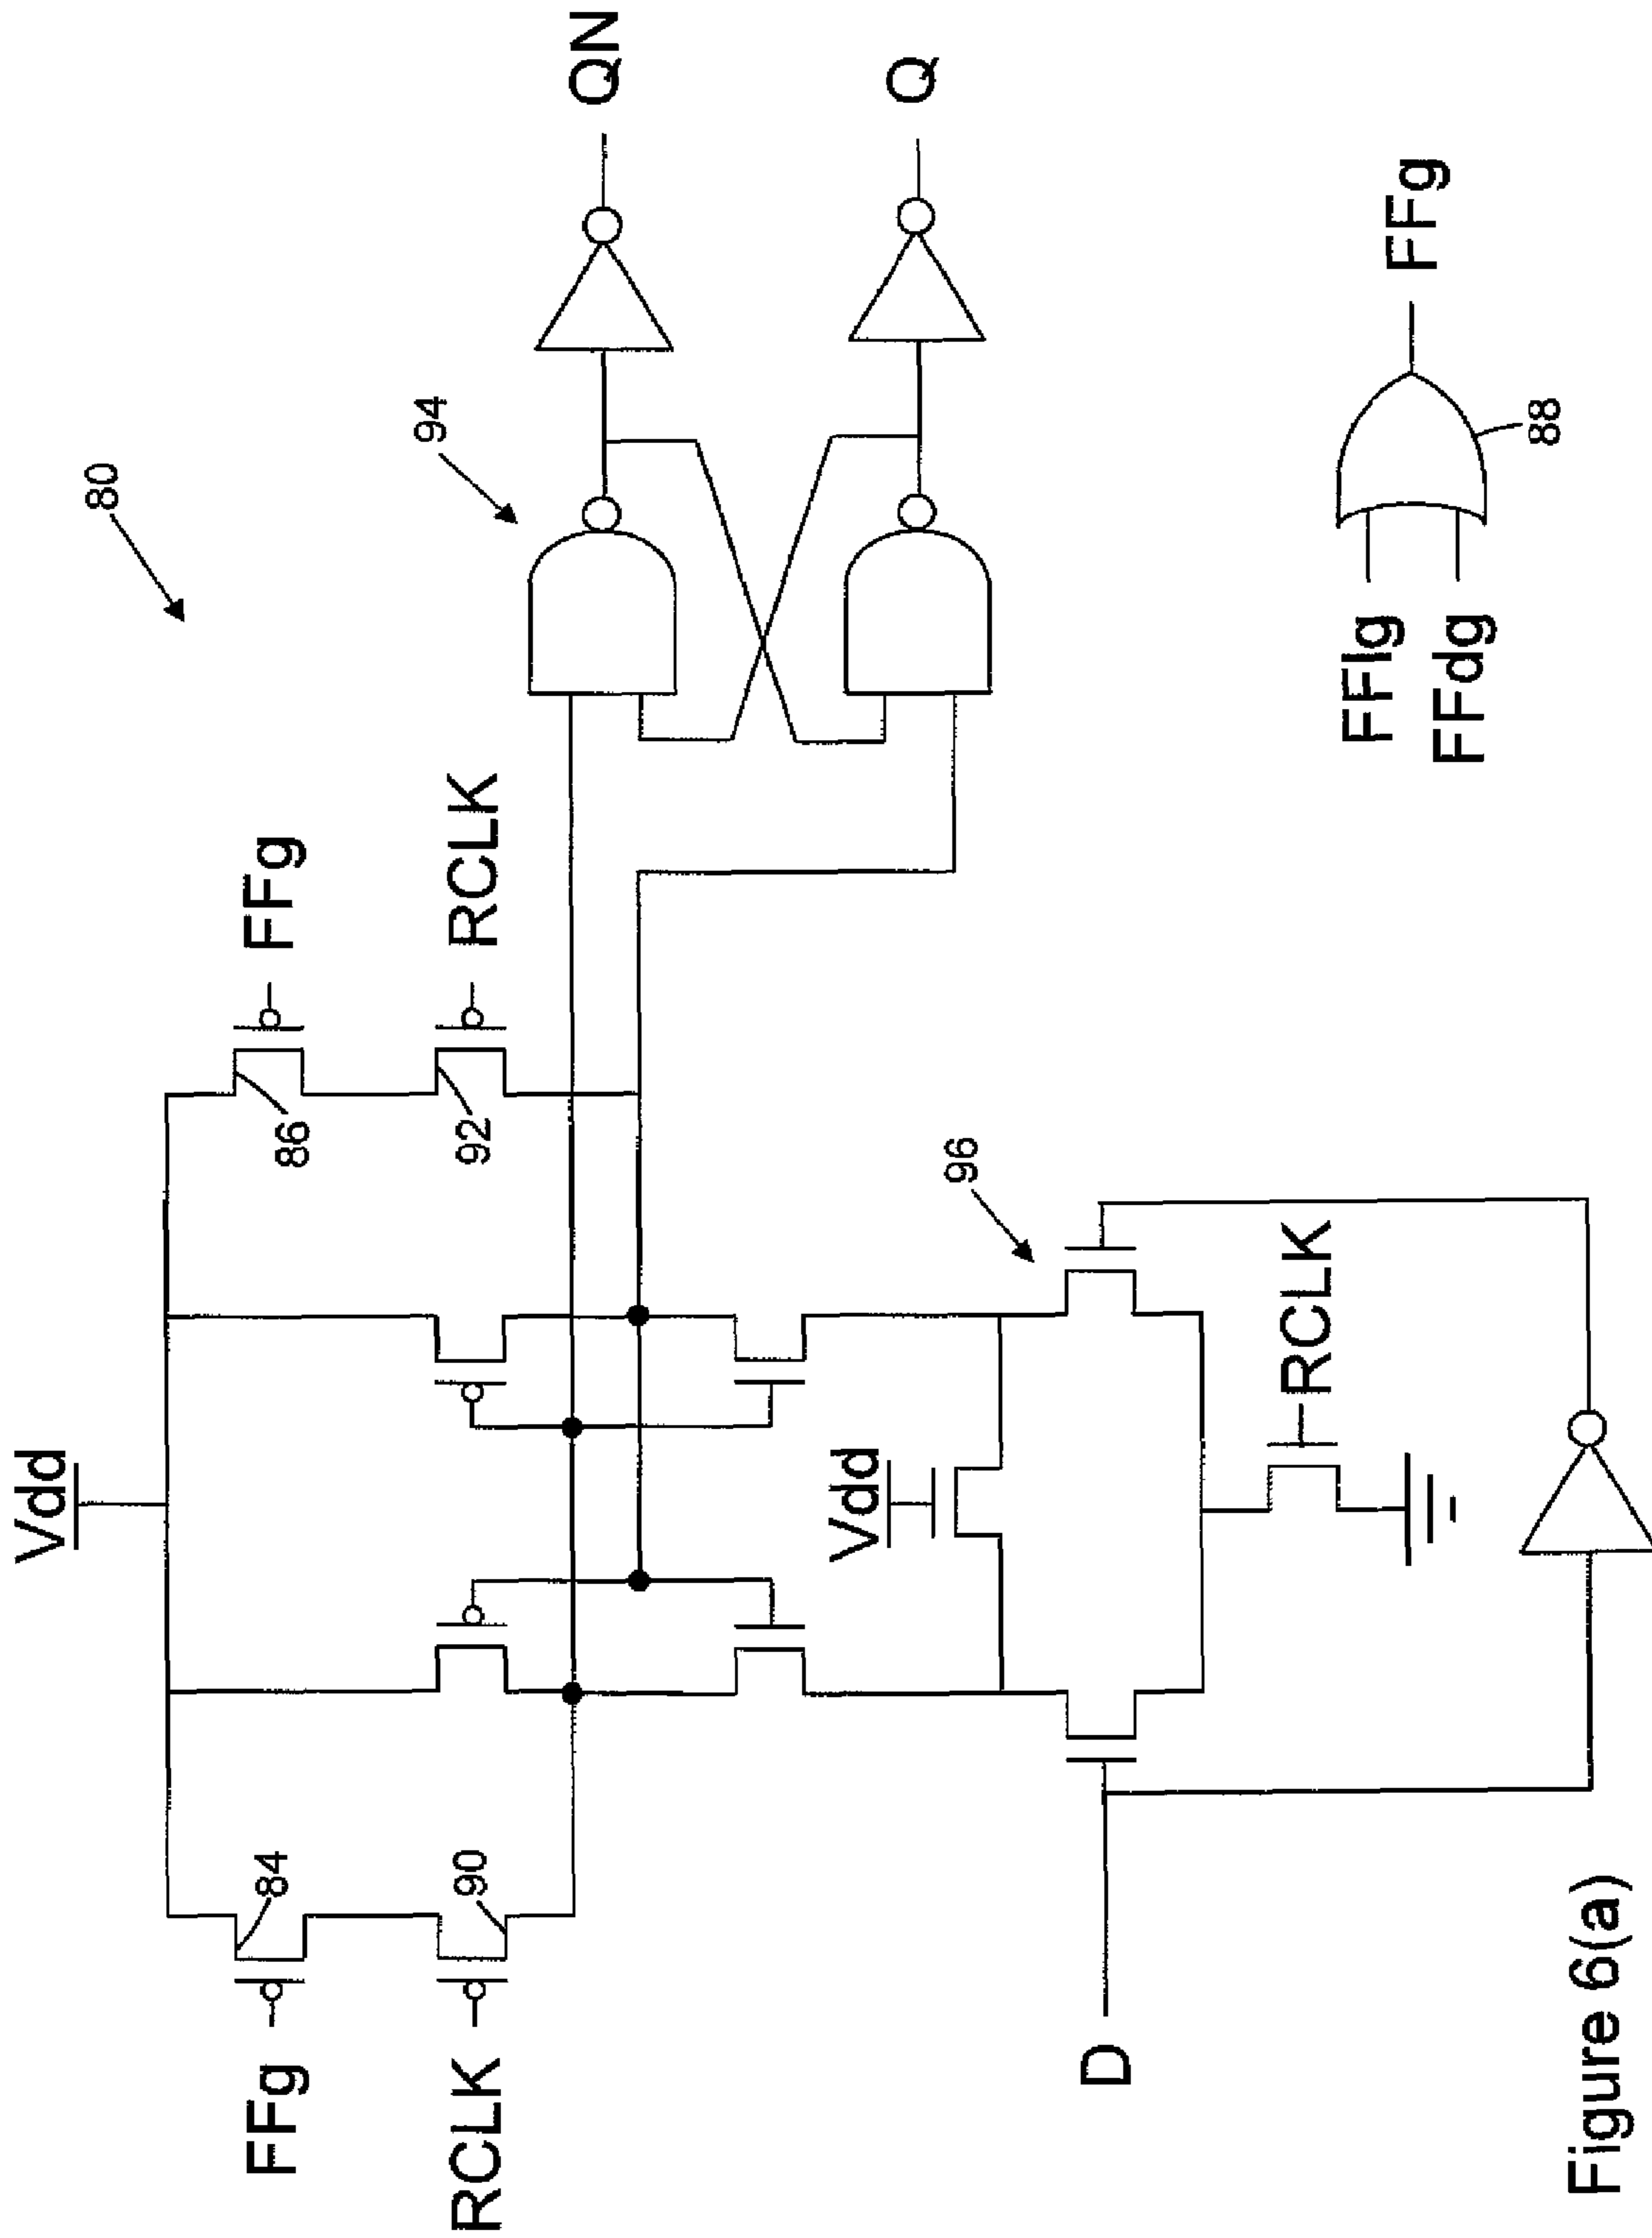 80
Vdd
FFg
84
RCLK
90
FFg
86
RCLK
92
94
QN
Q
Vdd
96
D
RCLK
FFlg
FFdg
FFg
88
Figure 6(a)